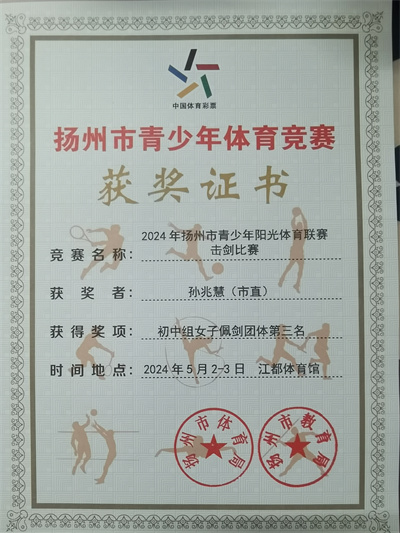 中国体育彩票
扬州市青少年体育竞赛
获奖证书
2024年扬州市青少年阳光体育联赛
竞赛名称：击剑比赛
获奖者：孙兆慧（市直）
获得奖项：初中组女子佩剑团体第三名
时间地点：2024年5月2-3日 江都体育馆
扬州市体育局
扬州市教育局